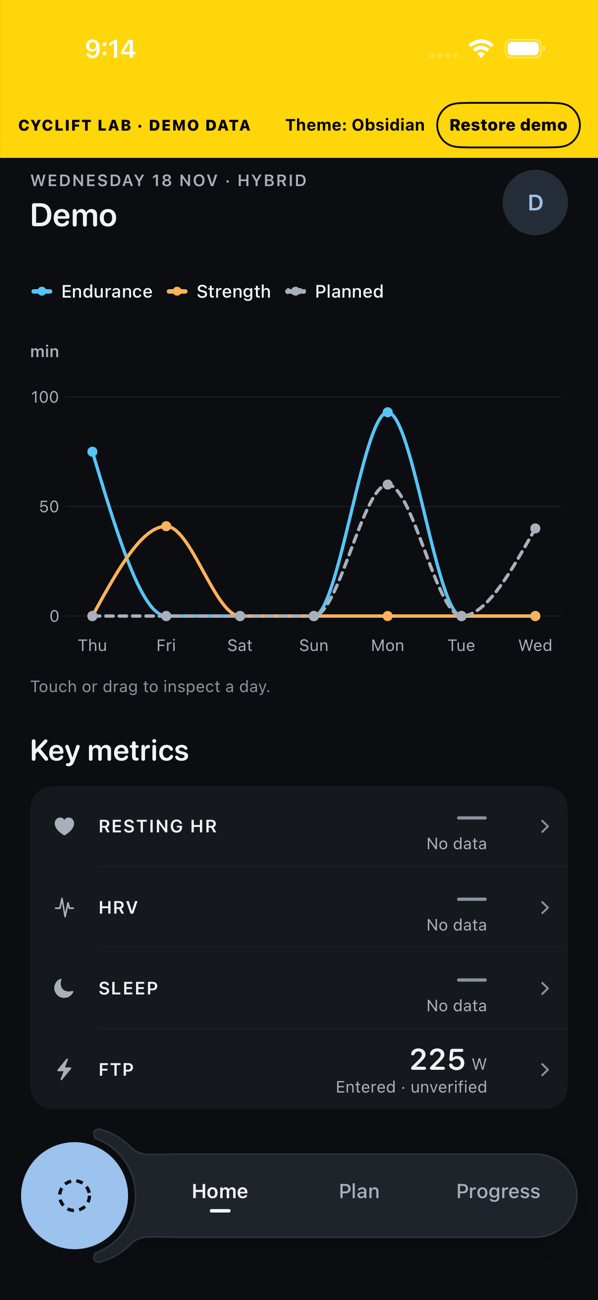 9:14
CYCLIFT LAB · DEMO DATA Theme: Obsidian Restore demo
WEDNESDAY 18 NOV · HYBRID
Demo
D
Endurance Strength Planned
min
100
50
0
Thu Fri Sat Sun Mon Tue Wed
Touch or drag to inspect a day.
Key metrics
RESTING HR
No data
HRV
No data
SLEEP
No data
FTP 225 W
Entered · unverified
Home Plan Progress